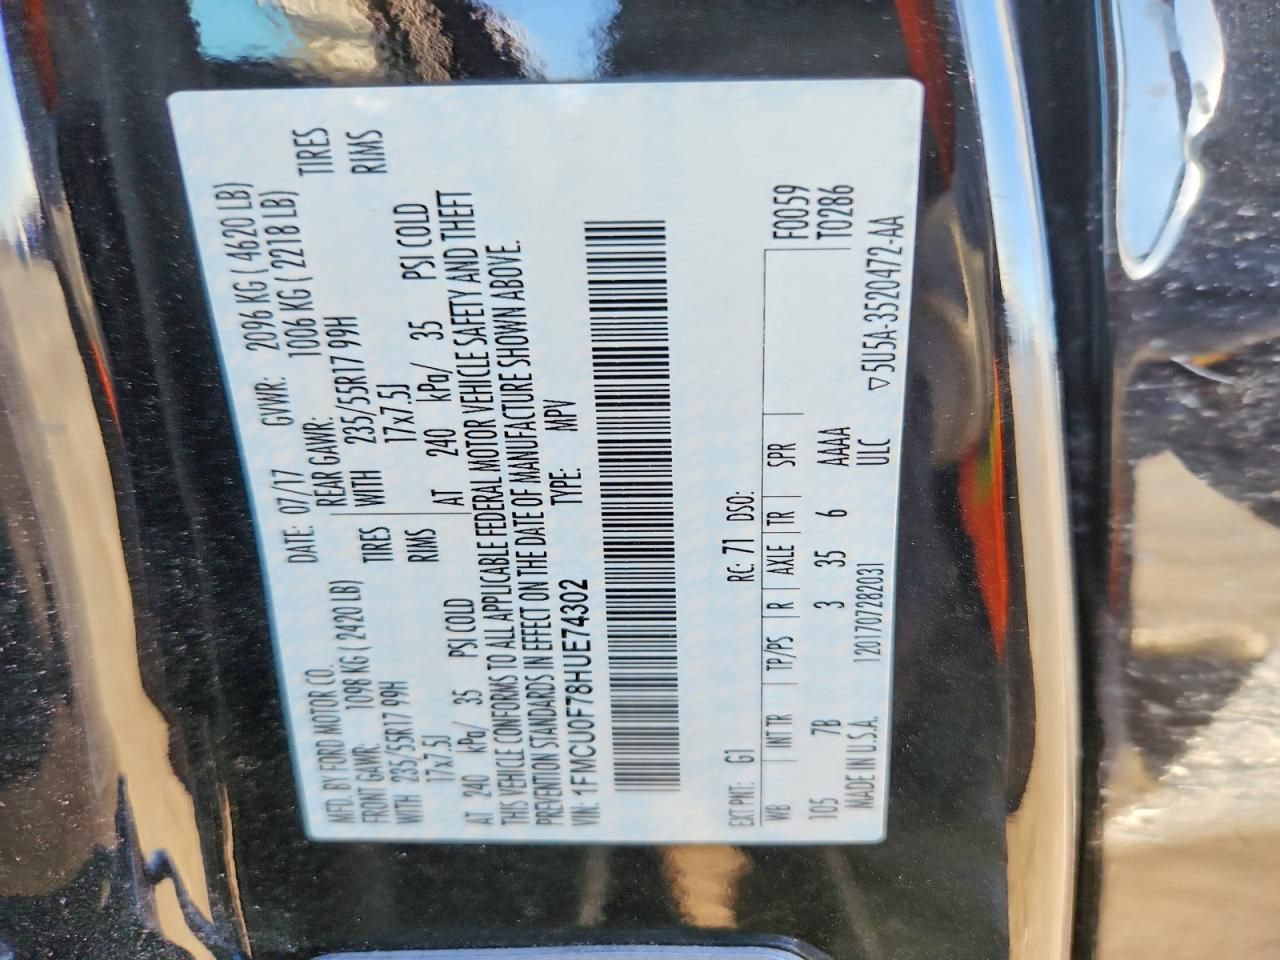 MFD. BY FORD MOTOR CO. DATE: 07/17 GVWR: 2096 KG ( 4620 LB)
FRONT GAWR: 1098 KG ( 2420 LB) REAR GAWR: 1006 KG ( 2218 LB)
WITH 235/55R17 99H TIRES WITH 235/55R17 99H TIRES
17x7.5J RIMS 17x7.5J RIMS
AT 240 kPa/ 35 PSI COLD AT 240 kPa/ 35 PSI COLD
THIS VEHICLE CONFORMS TO ALL APPLICABLE FEDERAL MOTOR VEHICLE SAFETY AND THEFT
PREVENTION STANDARDS IN EFFECT ON THE DATE OF MANUFACTURE SHOWN ABOVE.
VIN: 1FMCU0F78HUE74302 TYPE: MPV
EXT PNT: G1 RC: 71 DSO: F0059
WB INT TR TP/PS R AXLE TR SPR T0286
105 7B 3 35 6 AAAA
MADE IN U.S.A. 1201707282031 ULC ▽5U5A-3520472-AA